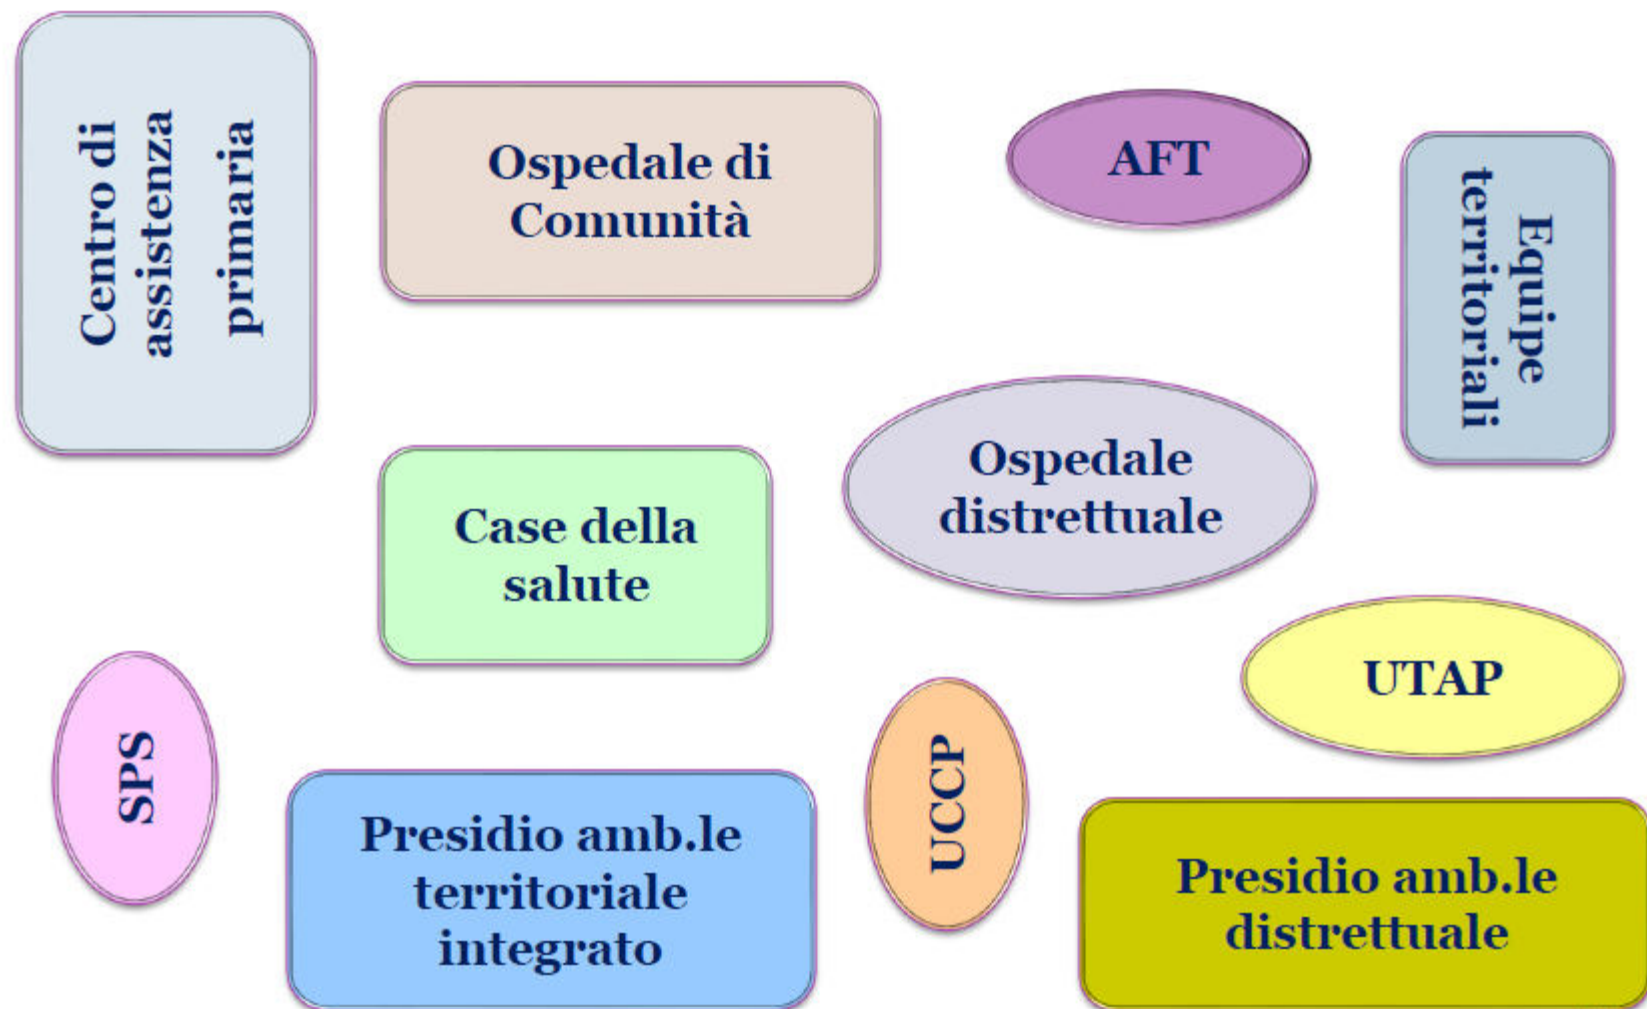 Centro di
assistenza
primaria
Ospedale di
Comunità
AFT
Equipe
territoriali
Case della
salute
Ospedale
distrettuale
UTAP
SPS
Presidio amb.le
territoriale
integrato
UCCP
Presidio amb.le
distrettuale